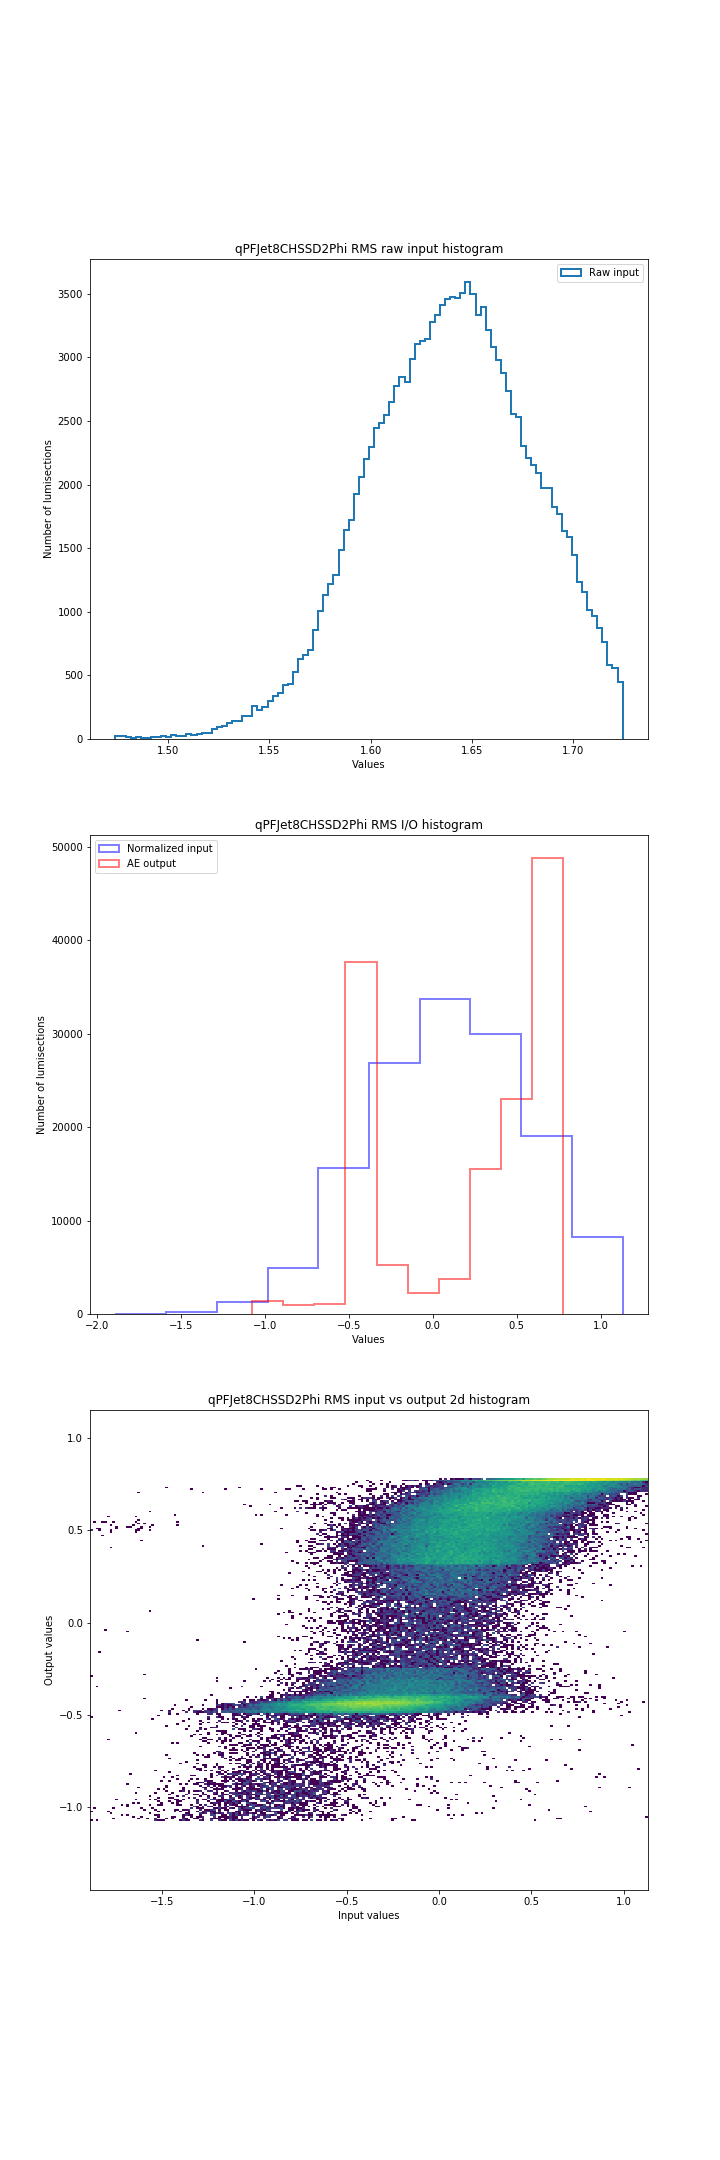 qPFJet8CHSSD2Phi RMS raw input histogram
Raw input
3500
3000
2500
2000
1500
1000
500
0
Number of lumisections
1.50 1.55 1.60 1.65 1.70
Values
qPFJet8CHSSD2Phi RMS I/O histogram
Normalized input
AE output
50000
40000
30000
20000
10000
0
Number of lumisections
−2.0 −1.5 −1.0 −0.5 0.0 0.5 1.0
Values
qPFJet8CHSSD2Phi RMS input vs output 2d histogram
1.0
0.5
0.0
−0.5
−1.0
Output values
−1.5 −1.0 −0.5 0.0 0.5 1.0
Input values